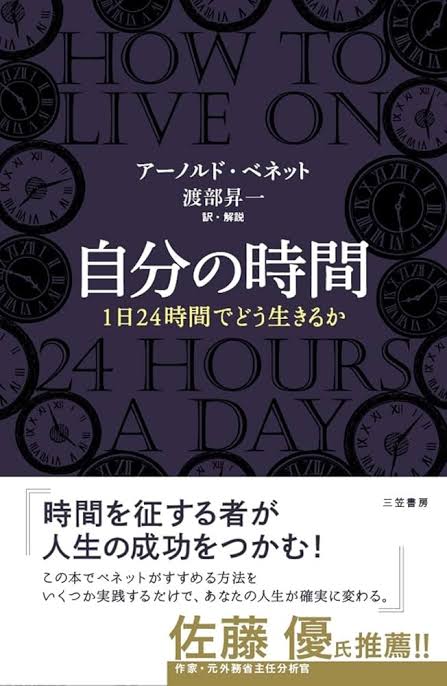 HOW TO
LIVE ON
アーノルド・ベネット
渡部昇一
訳・解説
自分の時間
1日24時間でどう生きるか
24 HOURS
A DAY
三笠書房
『時間を征する者が
人生の成功をつかむ!
この本でベネットがすすめる方法を
いくつか実践するだけで、あなたの人生が確実に変わる。』
佐藤 優氏推薦!!
作家・元外務省主任分析官